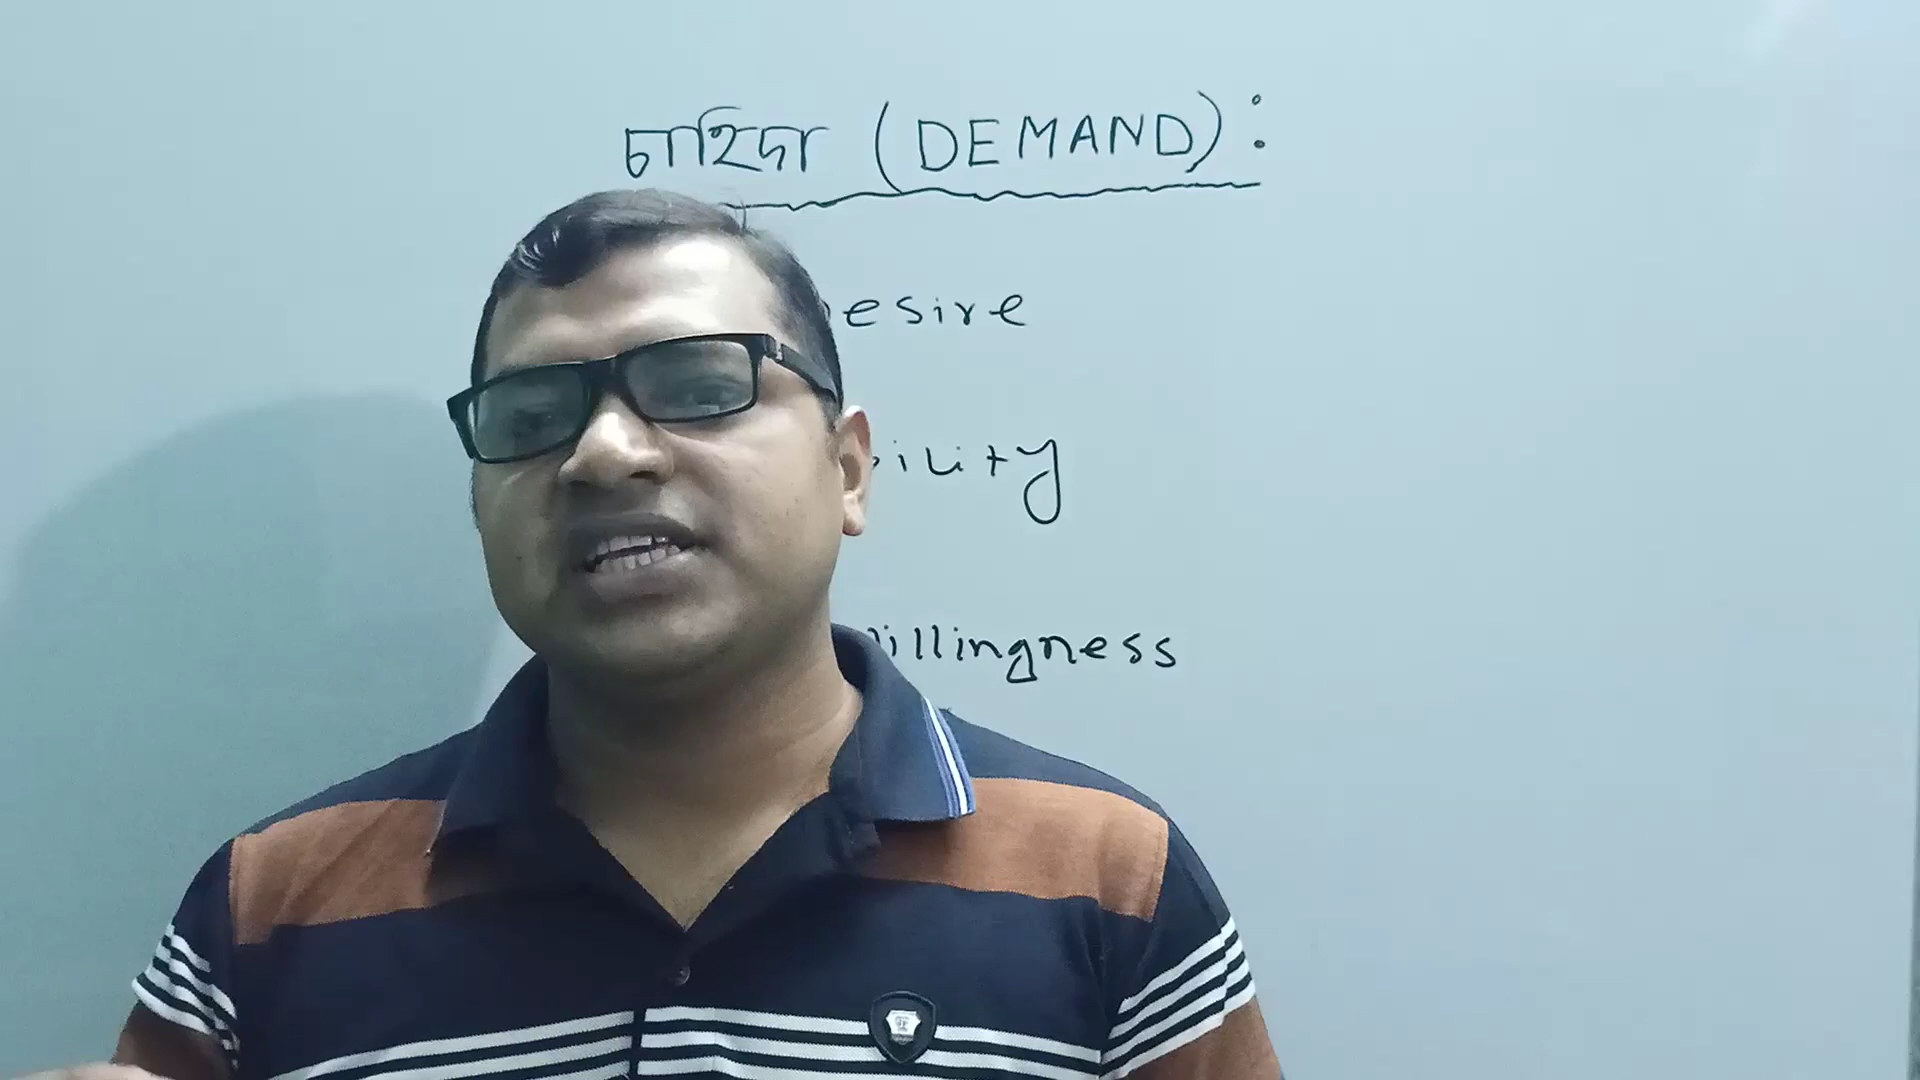 চাহিদা (DEMAND):
esire
ility
illingness